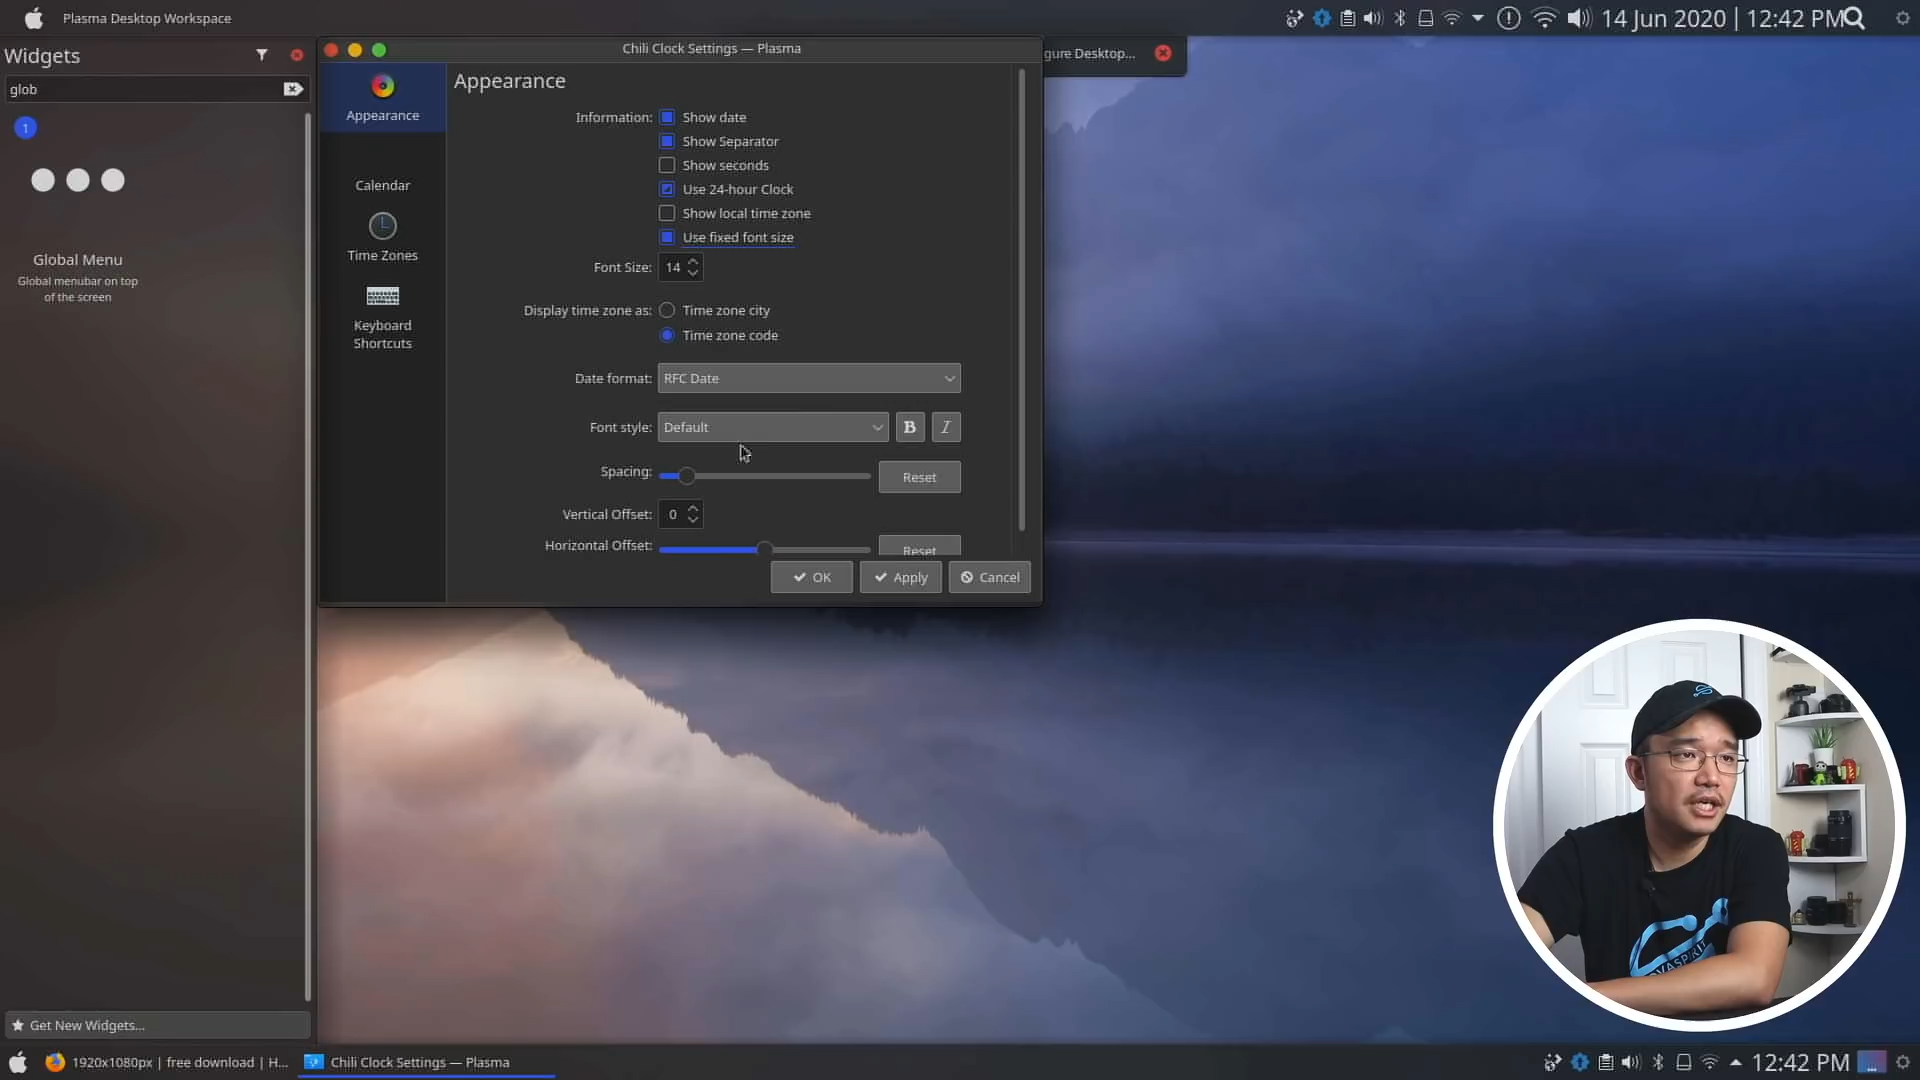 Plasma Desktop Workspace
14 Jun 2020 | 12:42 PM
Widgets
glob
1
Global Menu
Global menubar on top
of the screen
Get New Widgets...
Chili Clock Settings — Plasma
gure Desktop...
Appearance
Calendar
Time Zones
Keyboard
Shortcuts
Appearance
Information:
Show date
Show Separator
Show seconds
Use 24-hour Clock
Show local time zone
Use fixed font size
Font Size: 14
Display time zone as:
Time zone city
Time zone code
Date format: RFC Date
Font style: Default B I
Spacing: Reset
Vertical Offset: 0
Horizontal Offset: Reset
OK Apply Cancel
1920x1080px | free download | H...
Chili Clock Settings — Plasma
12:42 PM